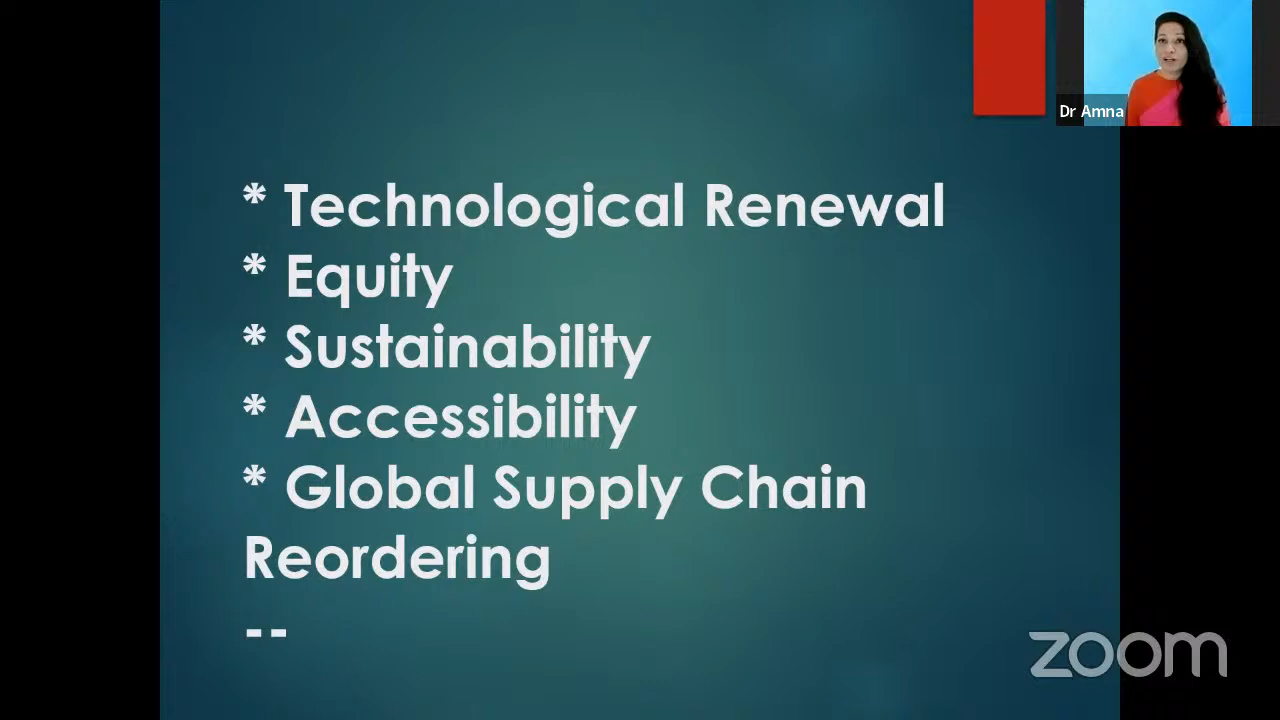 Dr Amna
* Technological Renewal
* Equity
* Sustainability
* Accessibility
* Global Supply Chain
Reordering
--
zoom